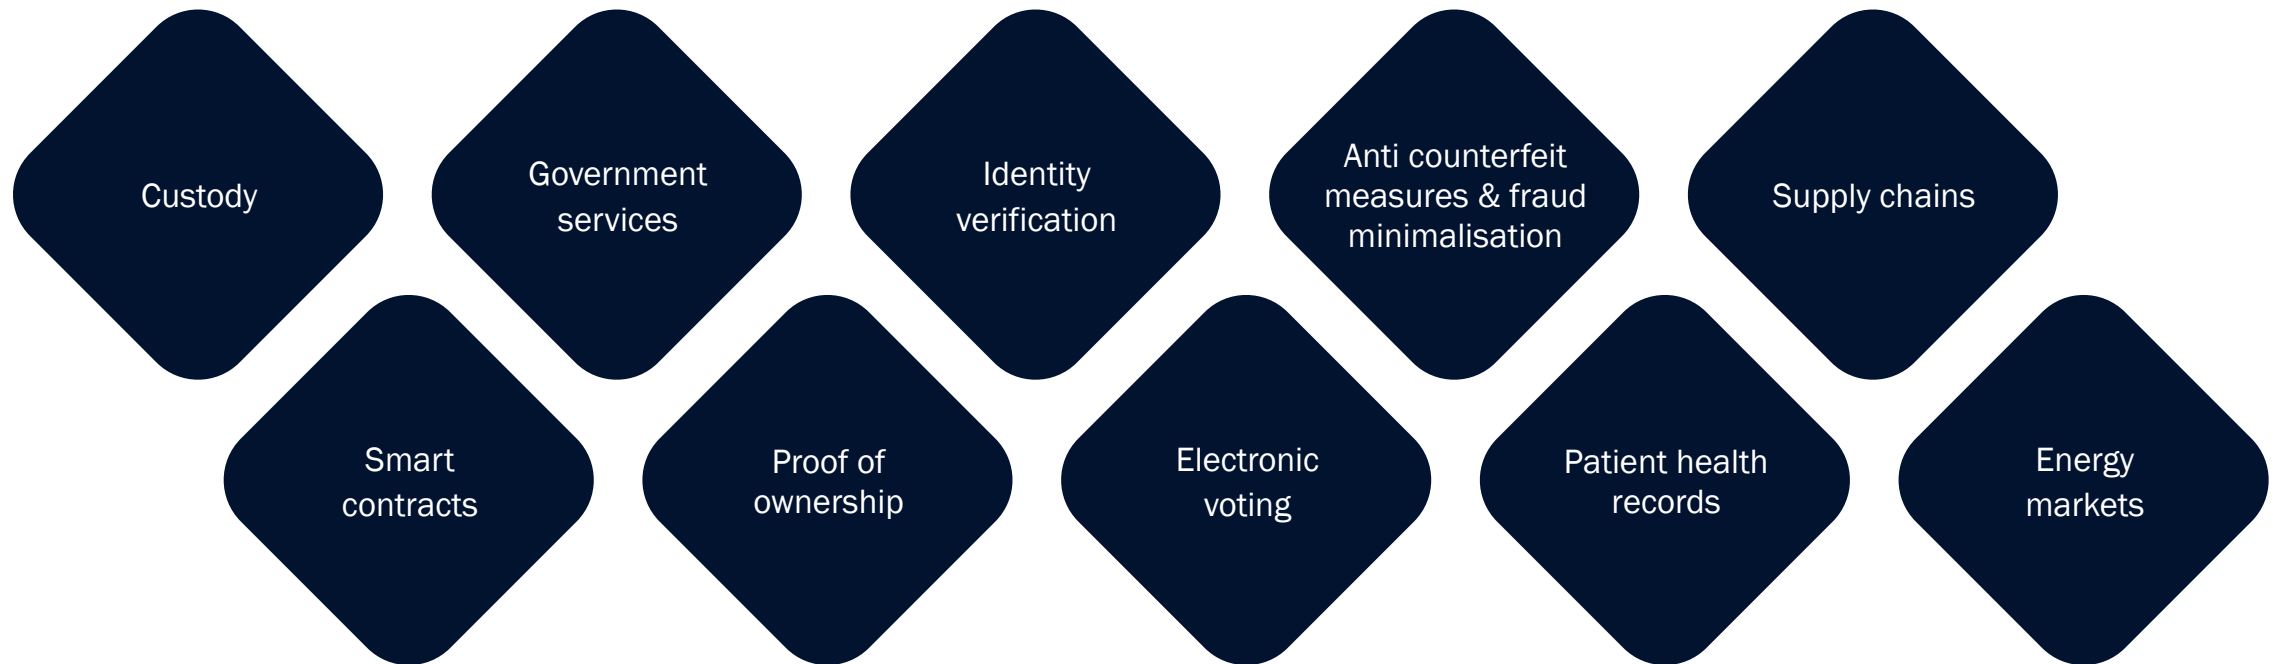 Custody
Government
services
Identity
verification
Anti counterfeit
measures & fraud
minimalisation
Supply chains
Smart
contracts
Proof of
ownership
Electronic
voting
Patient health
records
Energy
markets